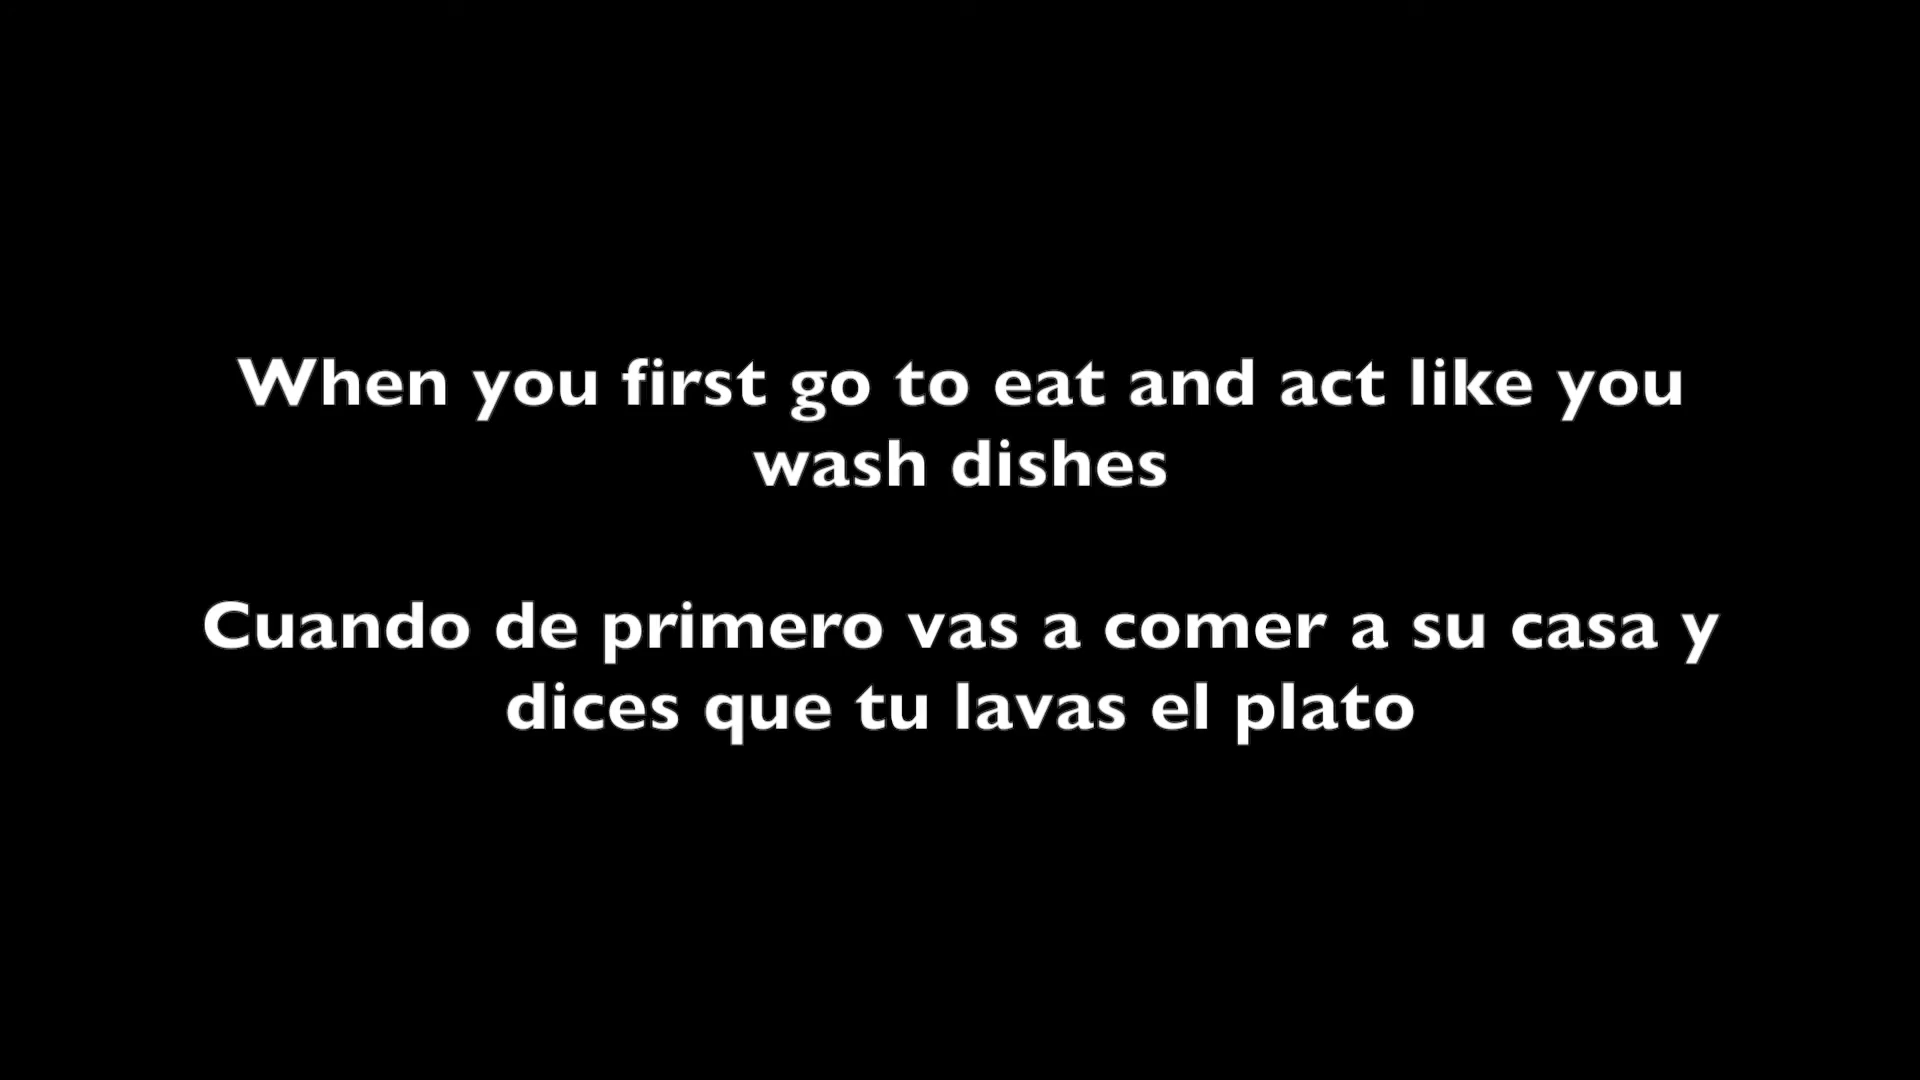 When you first go to eat and act like you
wash dishes
Cuando de primero vas a comer a su casa y
dices que tu lavas el plato